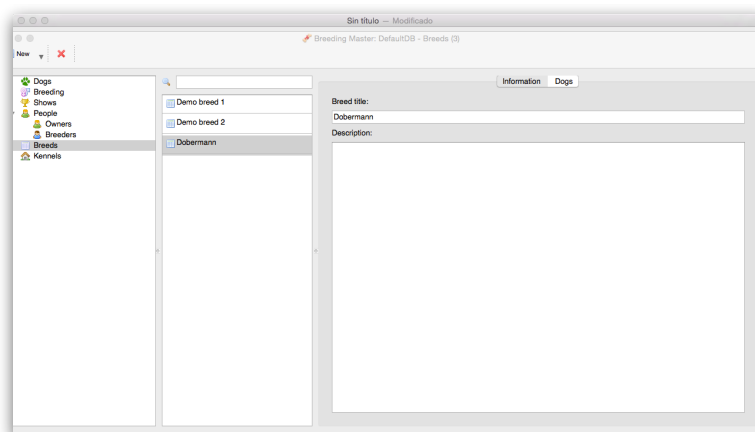 Sin título — Modificado
Breeding Master: DefaultDB - Breeds (3)
New
Dogs
Breeding
Shows
People
Owners
Breeders
Breeds
Kennels
Demo breed 1
Demo breed 2
Dobermann
Information
Dogs
Breed title:
Dobermann
Description: